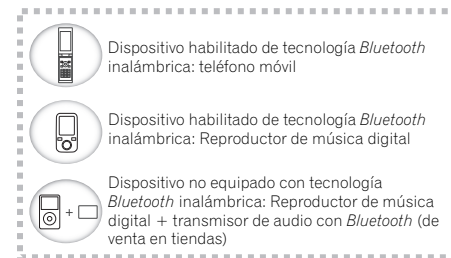 Dispositivo habilitado de tecnología Bluetooth
inalámbrica: teléfono móvil
Dispositivo habilitado de tecnología Bluetooth
inalámbrica: Reproductor de música digital
Dispositivo no equipado con tecnología
Bluetooth inalámbrica: Reproductor de música
digital + transmisor de audio con Bluetooth (de
venta en tiendas)